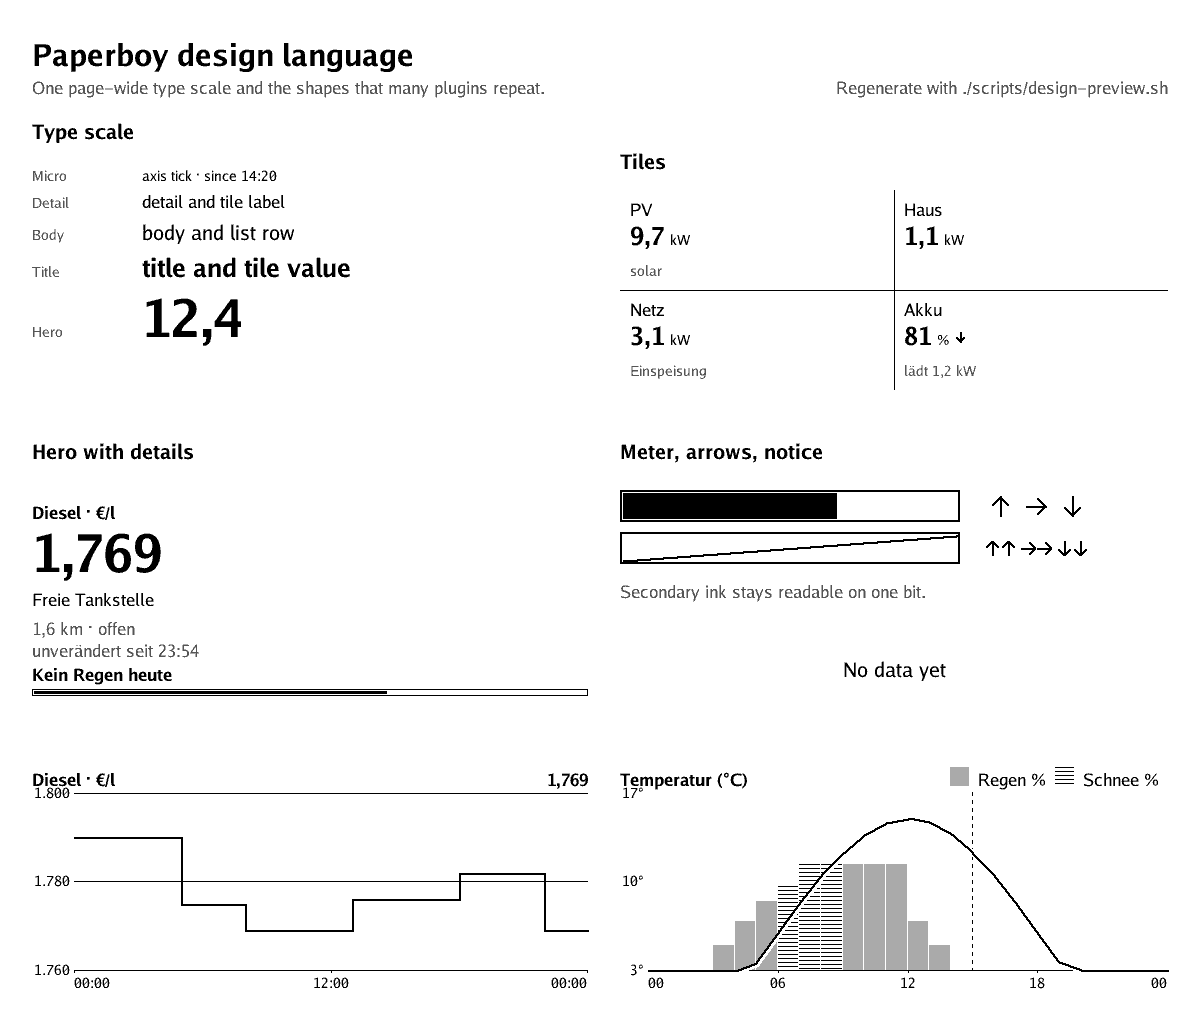 Paperboy design language
One page-wide type scale and the shapes that many plugins repeat.
Regenerate with ./scripts/design-preview.sh
Type scale
Micro axis tick · since 14:20
Detail detail and tile label
Body body and list row
Title title and tile value
Hero 12,4
Tiles
PV
9,7 kW
solar
Haus
1,1 kW
Netz
3,1 kW
Einspeisung
Akku
81 % ↓
lädt 1,2 kW
Hero with details
Diesel · €/l
1,769
Freie Tankstelle
1,6 km · offen
unverändert seit 23:54
Kein Regen heute
Meter, arrows, notice
↑ → ↓
↑↑ →→ ↓↓
Secondary ink stays readable on one bit.
No data yet
Diesel · €/l 1,769
1.800
1.780
1.760
00:00 12:00 00:00
Temperatur (°C) Regen % Schnee %
17°
10°
3°
00 06 12 18 00